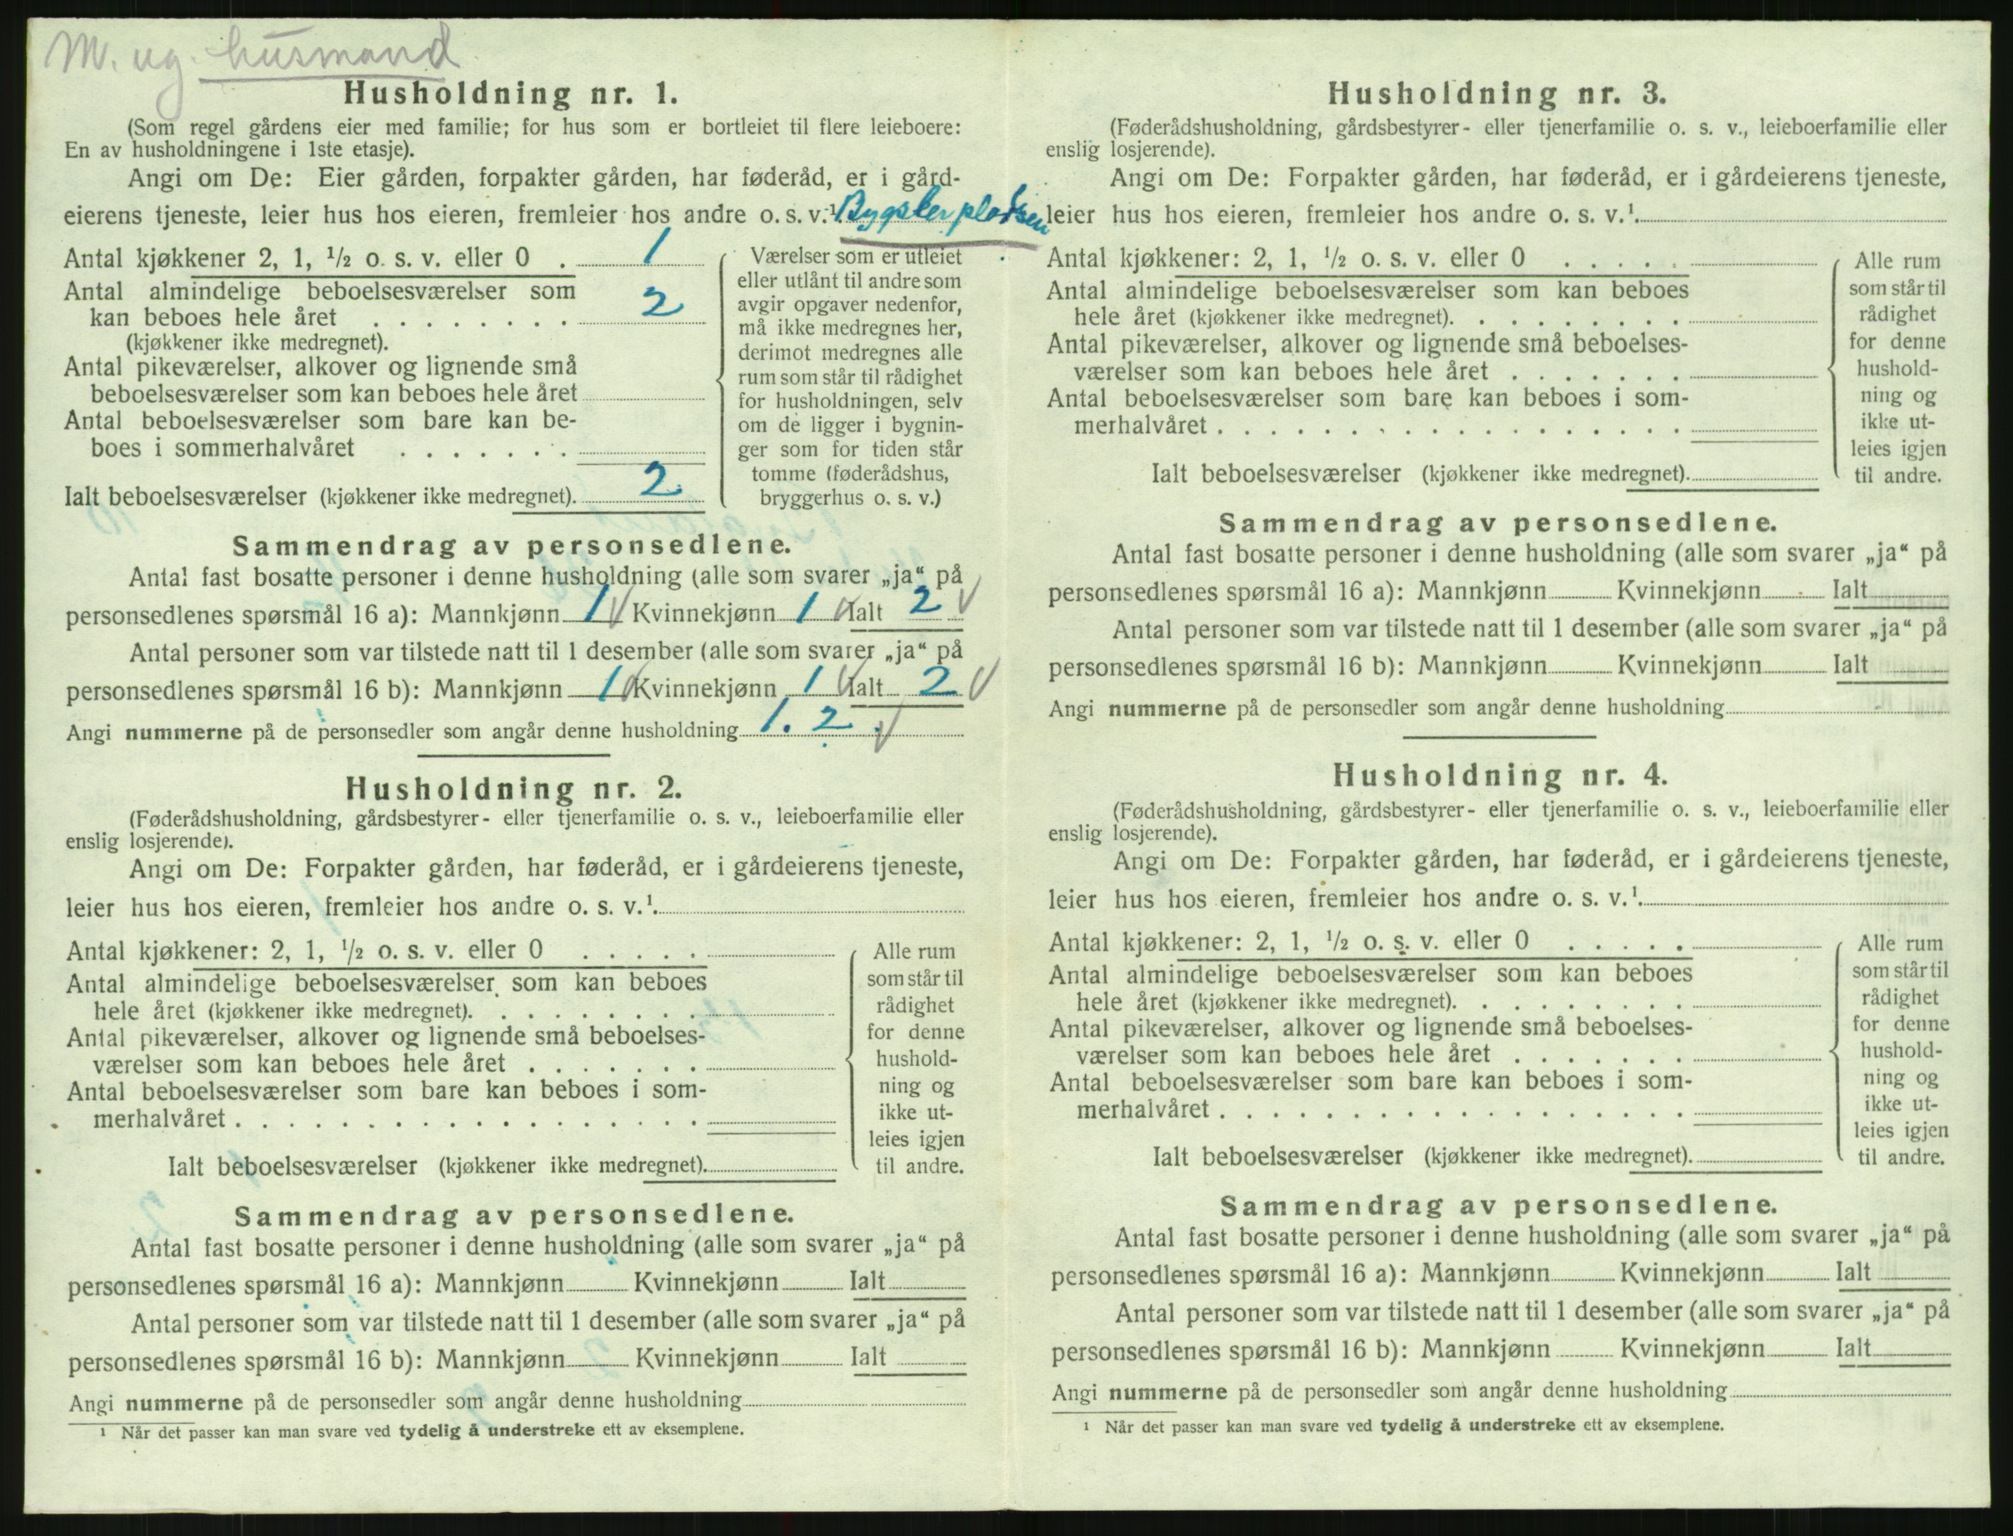 M. ug. husmand
Husholdning nr. 1.
(Som regel gårdens eier med familie; for hus som er bortleiet til flere leieboere:
En av husholdningene i 1ste etasje).
Angi om De: Eier gården, forpakter gården, har føderåd, er i gård-
eierens tjeneste, leier hus hos eieren, fremleier hos andre o. s. v.¹ Bygsler pladsen
Antal kjøkkener 2, 1, ½ o. s. v. eller 0 . 1
Antal almindelige beboelsesværelser som
kan beboes hele året . . . . . . . . 2
(kjøkkener ikke medregnet).
Antal pikeværelser, alkover og lignende små
beboelsesværelser som kan beboes hele året
Antal beboelsesværelser som bare kan be-
boes i sommerhalvåret . . . . . . .
Ialt beboelsesværelser (kjøkkener ikke medregnet). 2
Værelser som er utleiet
eller utlånt til andre som
avgir opgaver nedenfor,
må ikke medregnes her,
derimot medregnes alle
rum som står til rådighet
for husholdningen, selv
om de ligger i bygnin-
ger som for tiden står
tomme (føderådshus,
bryggerhus o. s. v.)
Sammendrag av personsedlene.
Antal fast bosatte personer i denne husholdning (alle som svarer „ja“ på
personsedlenes spørsmål 16 a): Mannkjønn 1 Kvinnekjønn 1 Ialt 2
Antal personer som var tilstede natt til 1 desember (alle som svarer „ja“ på
personsedlenes spørsmål 16 b): Mannkjønn 1 Kvinnekjønn 1 Ialt 2
Angi nummerne på de personsedler som angår denne husholdning 1. 2
Husholdning nr. 2.
(Føderådshusholdning, gårdsbestyrer- eller tjenerfamilie o. s. v., leieboerfamilie eller
enslig losjerende).
Angi om De: Forpakter gården, har føderåd, er i gårdeierens tjeneste,
leier hus hos eieren, fremleier hos andre o. s. v.¹.
Antal kjøkkener: 2, 1, ½ o. s. v. eller 0 . . . . .
Antal almindelige beboelsesværelser som kan beboes
hele året (kjøkkener ikke medregnet). . . . . . . . .
Antal pikeværelser, alkover og lignende små beboelses-
værelser som kan beboes hele året . . . . . . .
Antal beboelsesværelser som bare kan beboes i som-
merhalvåret . . . . . . . . . . . . . . . . . .
Ialt beboelsesværelser (kjøkkener ikke medregnet).
Alle rum
som står til
rådighet
for denne
hushold-
ning og
ikke ut-
leies igjen
til andre.
Sammendrag av personsedlene.
Antal fast bosatte personer i denne husholdning (alle som svarer „ja“ på
personsedlenes spørsmål 16 a): Mannkjønn Kvinnekjønn Ialt
Antal personer som var tilstede natt til 1 desember (alle som svarer „ja“ på
personsedlenes spørsmål 16 b): Mannkjønn Kvinnekjønn Ialt
Angi nummerne på de personsedler som angår denne husholdning
¹ Når det passer kan man svare ved tydelig å understreke ett av eksemplene.
Husholdning nr. 3.
(Føderådshusholdning, gårdsbestyrer- eller tjenerfamilie o. s. v., leieboerfamilie eller
enslig losjerende).
Angi om De: Forpakter gården, har føderåd, er i gårdeierens tjeneste,
leier hus hos eieren, fremleier hos andre o. s. v.¹.
Antal kjøkkener: 2, 1, ½ o. s. v. eller 0 . . . . .
Antal almindelige beboelsesværelser som kan beboes
hele året (kjøkkener ikke medregnet). . . . . . . . .
Antal pikeværelser, alkover og lignende små beboelses-
værelser som kan beboes hele året . . . . . . .
Antal beboelsesværelser som bare kan beboes i som-
merhalvåret . . . . . . . . . . . . . . . . . .
Ialt beboelsesværelser (kjøkkener ikke medregnet).
Alle rum
som står til
rådighet
for denne
hushold-
ning og
ikke ut-
leies igjen
til andre.
Sammendrag av personsedlene.
Antal fast bosatte personer i denne husholdning (alle som svarer „ja“ på
personsedlenes spørsmål 16 a): Mannkjønn Kvinnekjønn Ialt
Antal personer som var tilstede natt til 1 desember (alle som svarer „ja“ på
personsedlenes spørsmål 16 b): Mannkjønn Kvinnekjønn Ialt
Angi nummerne på de personsedler som angår denne husholdning
Husholdning nr. 4.
(Føderådshusholdning, gårdsbestyrer- eller tjenerfamilie o. s. v., leieboerfamilie eller
enslig losjerende).
Angi om De: Forpakter gården, har føderåd, er i gårdeierens tjeneste,
leier hus hos eieren, fremleier hos andre o. s. v.¹.
Antal kjøkkener: 2, 1, ½ o. s. v. eller 0 . . . . .
Antal almindelige beboelsesværelser som kan beboes
hele året (kjøkkener ikke medregnet). . . . . . . . .
Antal pikeværelser, alkover og lignende små beboelses-
værelser som kan beboes hele året . . . . . . .
Antal beboelsesværelser som bare kan beboes i som-
merhalvåret . . . . . . . . . . . . . . . . . .
Ialt beboelsesværelser (kjøkkener ikke medregnet).
Alle rum
som står til
rådighet
for denne
hushold-
ning og
ikke ut-
leies igjen
til andre.
Sammendrag av personsedlene.
Antal fast bosatte personer i denne husholdning (alle som svarer „ja“ på
personsedlenes spørsmål 16 a): Mannkjønn Kvinnekjønn Ialt
Antal personer som var tilstede natt til 1 desember (alle som svarer „ja“ på
personsedlenes spørsmål 16 b): Mannkjønn Kvinnekjønn Ialt
Angi nummerne på de personsedler som angår denne husholdning
¹ Når det passer kan man svare ved tydelig å understreke ett av eksemplene.